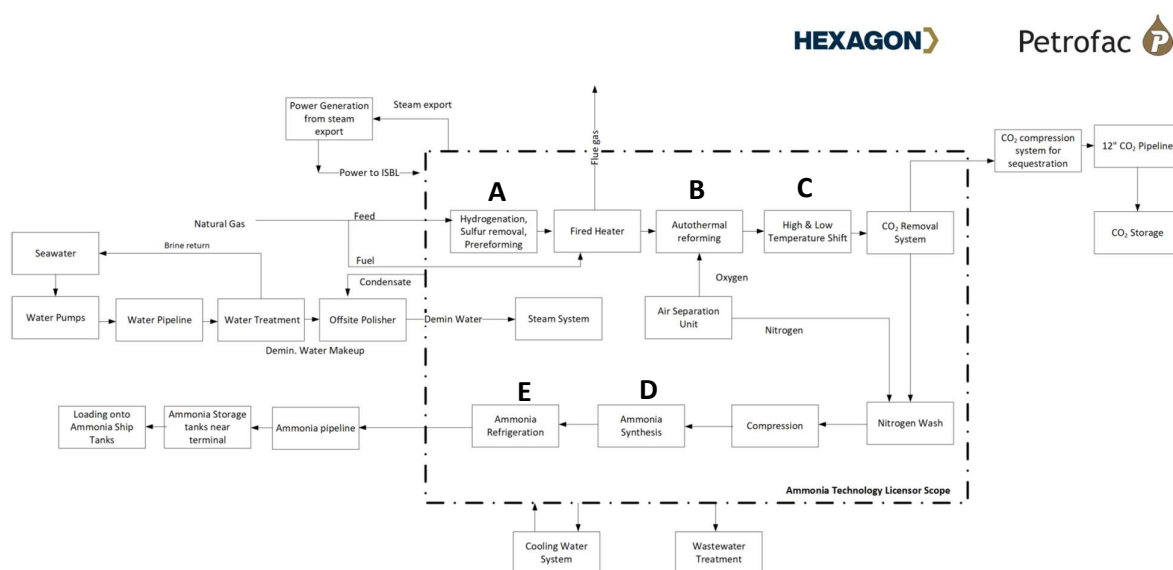 HEXAGON
Petrofac
Power Generation
from steam
export
Steam export
Power to ISBL
Flue gas
CO₂ compression
system for
sequestration
12" CO₂ Pipeline
CO₂ Storage
A
B
C
Natural Gas
Feed
Fuel
Hydrogenation,
Sulfur removal,
Prereforming
Fired Heater
Autothermal
reforming
High & Low
Temperature Shift
CO₂ Removal
System
Brine return
Seawater
Condensate
Oxygen
Water Pumps
Water Pipeline
Water Treatment
Offsite Polisher
Demin Water
Steam System
Air Separation
Unit
Nitrogen
Demin. Water Makeup
E
D
Loading onto
Ammonia Ship
Tanks
Ammonia Storage
tanks near
terminal
Ammonia pipeline
Ammonia
Refrigeration
Ammonia
Synthesis
Compression
Nitrogen Wash
Ammonia Technology Licensor Scope
Cooling Water
System
Wastewater
Treatment